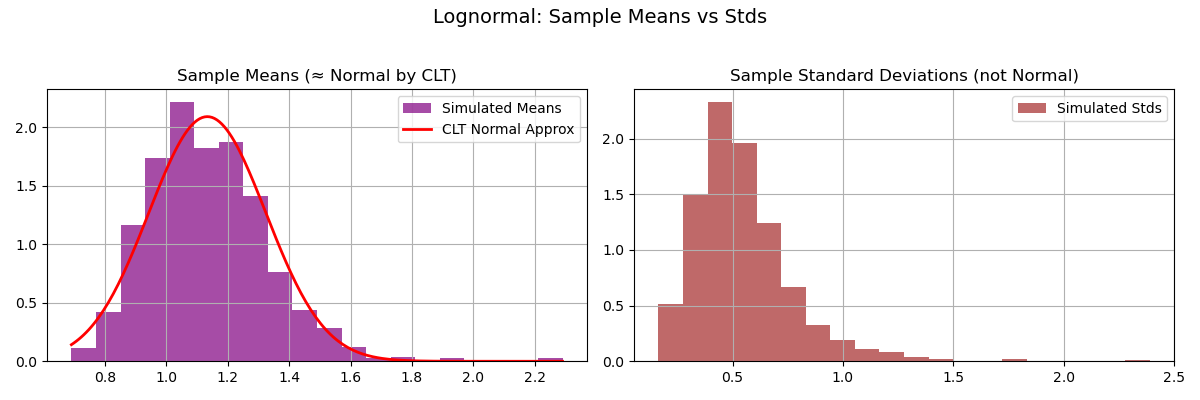 Lognormal: Sample Means vs Stds
Sample Means (≈ Normal by CLT)
Simulated Means
CLT Normal Approx
2.0
1.5
1.0
0.5
0.0
0.8 1.0 1.2 1.4 1.6 1.8 2.0 2.2
Sample Standard Deviations (not Normal)
Simulated Stds
2.0
1.5
1.0
0.5
0.0
0.5 1.0 1.5 2.0 2.5